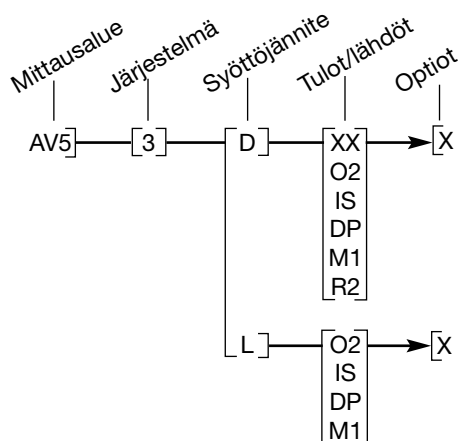 Mittausalue Järjestelmä Syöttöjännite Tulot/lähdöt Optiot
AV5] [3] [D] [XX] [X
O2
IS
DP
M1
R2]
[L] [O2] [X
IS
DP
M1